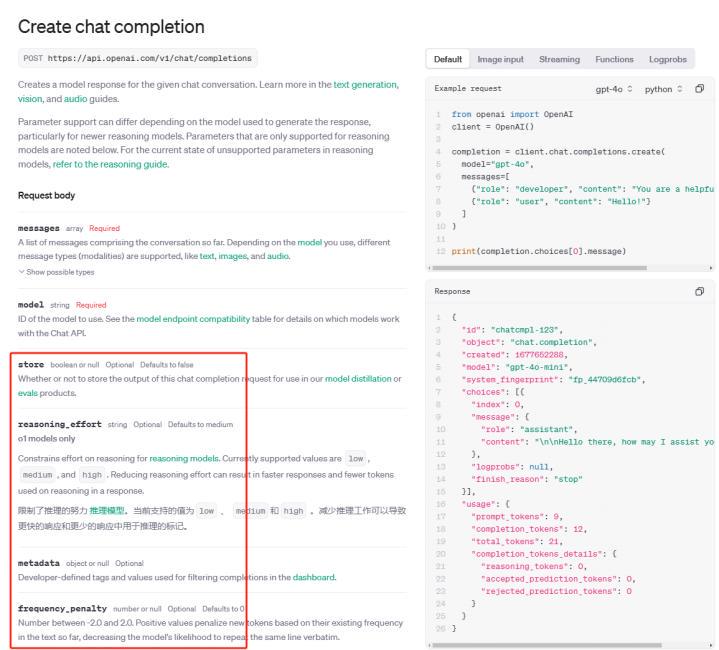 Create chat completion
POST https://api.openai.com/v1/chat/completions
Creates a model response for the given chat conversation. Learn more in the text generation,
vision, and audio guides.
Parameter support can differ depending on the model used to generate the response,
particularly for newer reasoning models. Parameters that are only supported for reasoning
models are noted below. For the current state of unsupported parameters in reasoning
models, refer to the reasoning guide.
Request body
messages array Required
A list of messages comprising the conversation so far. Depending on the model you use, different
message types (modalities) are supported, like text, images, and audio.
Show possible types
model string Required
ID of the model to use. See the model endpoint compatibility table for details on which models work
with the Chat API.
store boolean or null Optional Defaults to false
Whether or not to store the output of this chat completion request for use in our model distillation or
evals products.
reasoning_effort string Optional Defaults to medium
o1 models only
Constrains effort on reasoning for reasoning models. Currently supported values are low ,
medium , and high . Reducing reasoning effort can result in faster responses and fewer tokens
used on reasoning in a response.
限制了推理的努力 推理模型。当前支持的值为 low 、 medium 和 high 。减少推理工作可以导致
更快的响应和更少的响应中用于推理的标记。
metadata object or null Optional
Developer-defined tags and values used for filtering completions in the dashboard.
frequency_penalty number or null Optional Defaults to 0
Number between -2.0 and 2.0. Positive values penalize new tokens based on their existing frequency
in the text so far, decreasing the model's likelihood to repeat the same line verbatim.
Default Image input Streaming Functions Logprobs
Example request gpt-4o python
1 from openai import OpenAI
2 client = OpenAI()
3
4 completion = client.chat.completions.create(
5 model="gpt-4o",
6 messages=[
7 {"role": "developer", "content": "You are a helpfu
8 {"role": "user", "content": "Hello!"}
9 ]
10 )
11
12 print(completion.choices[0].message)
Response
1 {
2 "id": "chatcmpl-123",
3 "object": "chat.completion",
4 "created": 1677652288,
5 "model": "gpt-4o-mini",
6 "system_fingerprint": "fp_44709d6fcb",
7 "choices": [{
8 "index": 0,
9 "message": {
10 "role": "assistant",
11 "content": "\n\nHello there, how may I assist yo
12 },
13 "logprobs": null,
14 "finish_reason": "stop"
15 }],
16 "usage": {
17 "prompt_tokens": 9,
18 "completion_tokens": 12,
19 "total_tokens": 21,
20 "completion_tokens_details": {
21 "reasoning_tokens": 0,
22 "accepted_prediction_tokens": 0,
23 "rejected_prediction_tokens": 0
24 }
25 }
26 }